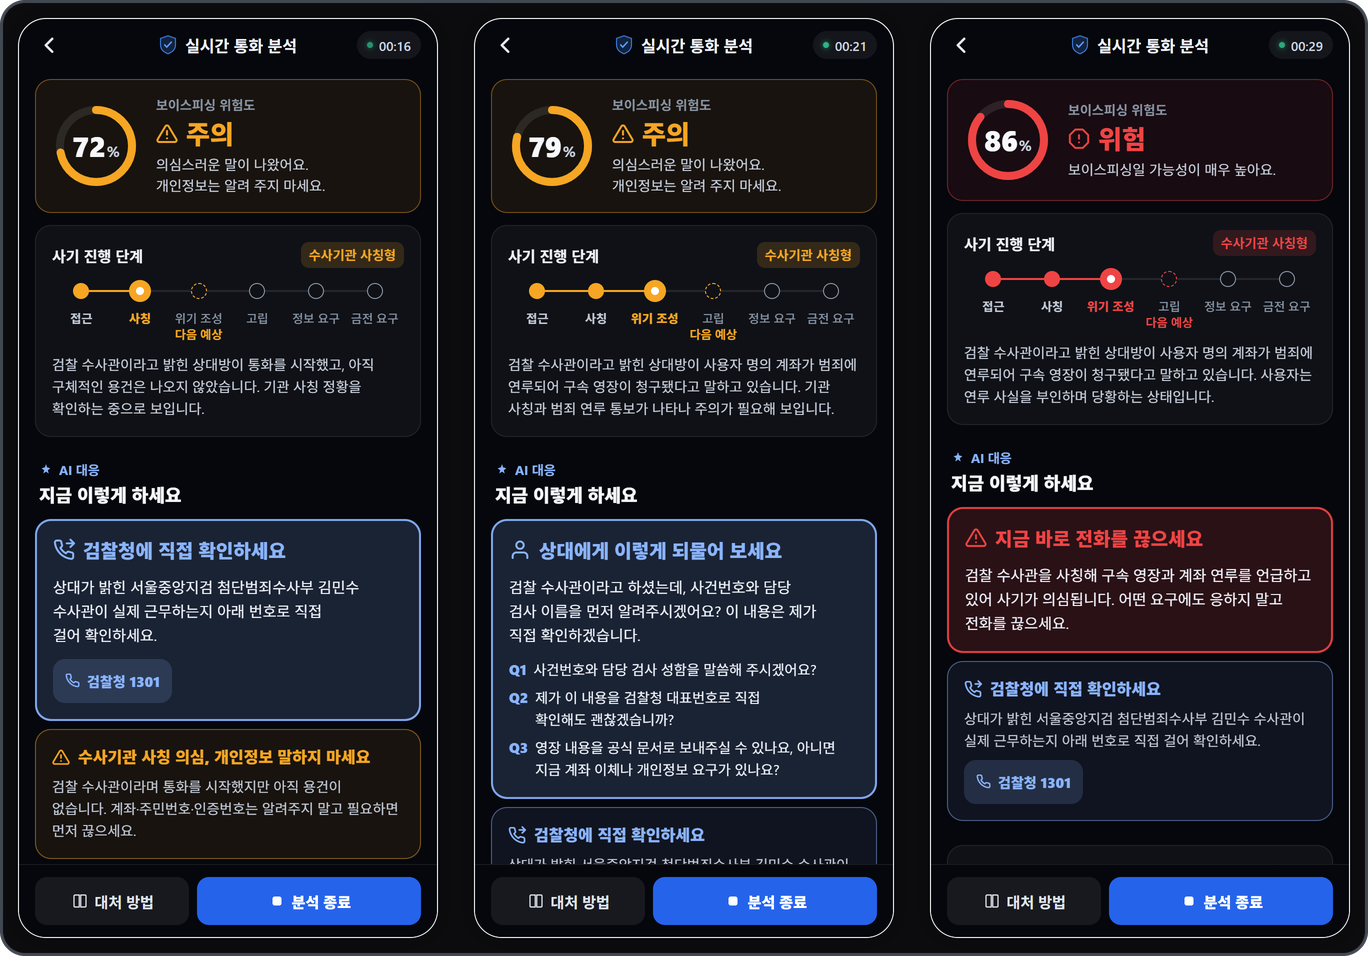 실시간 통화 분석
00:16
72%
보이스피싱 위험도
주의
의심스러운 말이 나왔어요.
개인정보는 알려 주지 마세요.
사기 진행 단계
수사기관 사칭형
접근
사칭
위기 조성
고립
정보 요구
금전 요구
다음 예상
검찰 수사관이라고 밝힌 상대방이 통화를 시작했고, 아직
구체적인 용건은 나오지 않았습니다. 기관 사칭 정황을
확인하는 중으로 보입니다.
AI 대응
지금 이렇게 하세요
검찰청에 직접 확인하세요
상대가 밝힌 서울중앙지검 첨단범죄수사부 김민수
수사관이 실제 근무하는지 아래 번호로 직접
걸어 확인하세요.
검찰청 1301
수사기관 사칭 의심, 개인정보 말하지 마세요
검찰 수사관이라며 통화를 시작했지만 아직 용건이
없습니다. 계좌·주민번호·인증번호는 알려주지 말고 필요하면
먼저 끊으세요.
대처 방법
분석 종료
실시간 통화 분석
00:21
79%
보이스피싱 위험도
주의
의심스러운 말이 나왔어요.
개인정보는 알려 주지 마세요.
사기 진행 단계
수사기관 사칭형
접근
사칭
위기 조성
고립
정보 요구
금전 요구
다음 예상
검찰 수사관이라고 밝힌 상대방이 사용자 명의 계좌가 범죄에
연루되어 구속 영장이 청구됐다고 말하고 있습니다. 기관
사칭과 범죄 연루 통보가 나타나 주의가 필요해 보입니다.
AI 대응
지금 이렇게 하세요
상대에게 이렇게 되물어 보세요
검찰 수사관이라고 하셨는데, 사건번호와 담당
검사 이름을 먼저 알려주시겠어요? 이 내용은 제가
직접 확인하겠습니다.
Q1 사건번호와 담당 검사 성함을 말씀해 주시겠어요?
Q2 제가 이 내용을 검찰청 대표번호로 직접
확인해도 괜찮겠습니까?
Q3 영장 내용을 공식 문서로 보내주실 수 있나요, 아니면
지금 계좌 이체나 개인정보 요구가 있나요?
검찰청에 직접 확인하세요
상대가 밝힌 서울중앙지검 첨단범죄수사부 김민수 수사관이
대처 방법
분석 종료
실시간 통화 분석
00:29
86%
보이스피싱 위험도
위험
보이스피싱일 가능성이 매우 높아요.
사기 진행 단계
수사기관 사칭형
접근
사칭
위기 조성
고립
정보 요구
금전 요구
다음 예상
검찰 수사관이라고 밝힌 상대방이 사용자 명의 계좌가 범죄에
연루되어 구속 영장이 청구됐다고 말하고 있습니다. 사용자는
연루 사실을 부인하며 당황하는 상태입니다.
AI 대응
지금 이렇게 하세요
지금 바로 전화를 끊으세요
검찰 수사관을 사칭해 구속 영장과 계좌 연루를 언급하고
있어 사기가 의심됩니다. 어떤 요구에도 응하지 말고
전화를 끊으세요.
검찰청에 직접 확인하세요
상대가 밝힌 서울중앙지검 첨단범죄수사부 김민수 수사관이
실제 근무하는지 아래 번호로 직접 걸어 확인하세요.
검찰청 1301
대처 방법
분석 종료